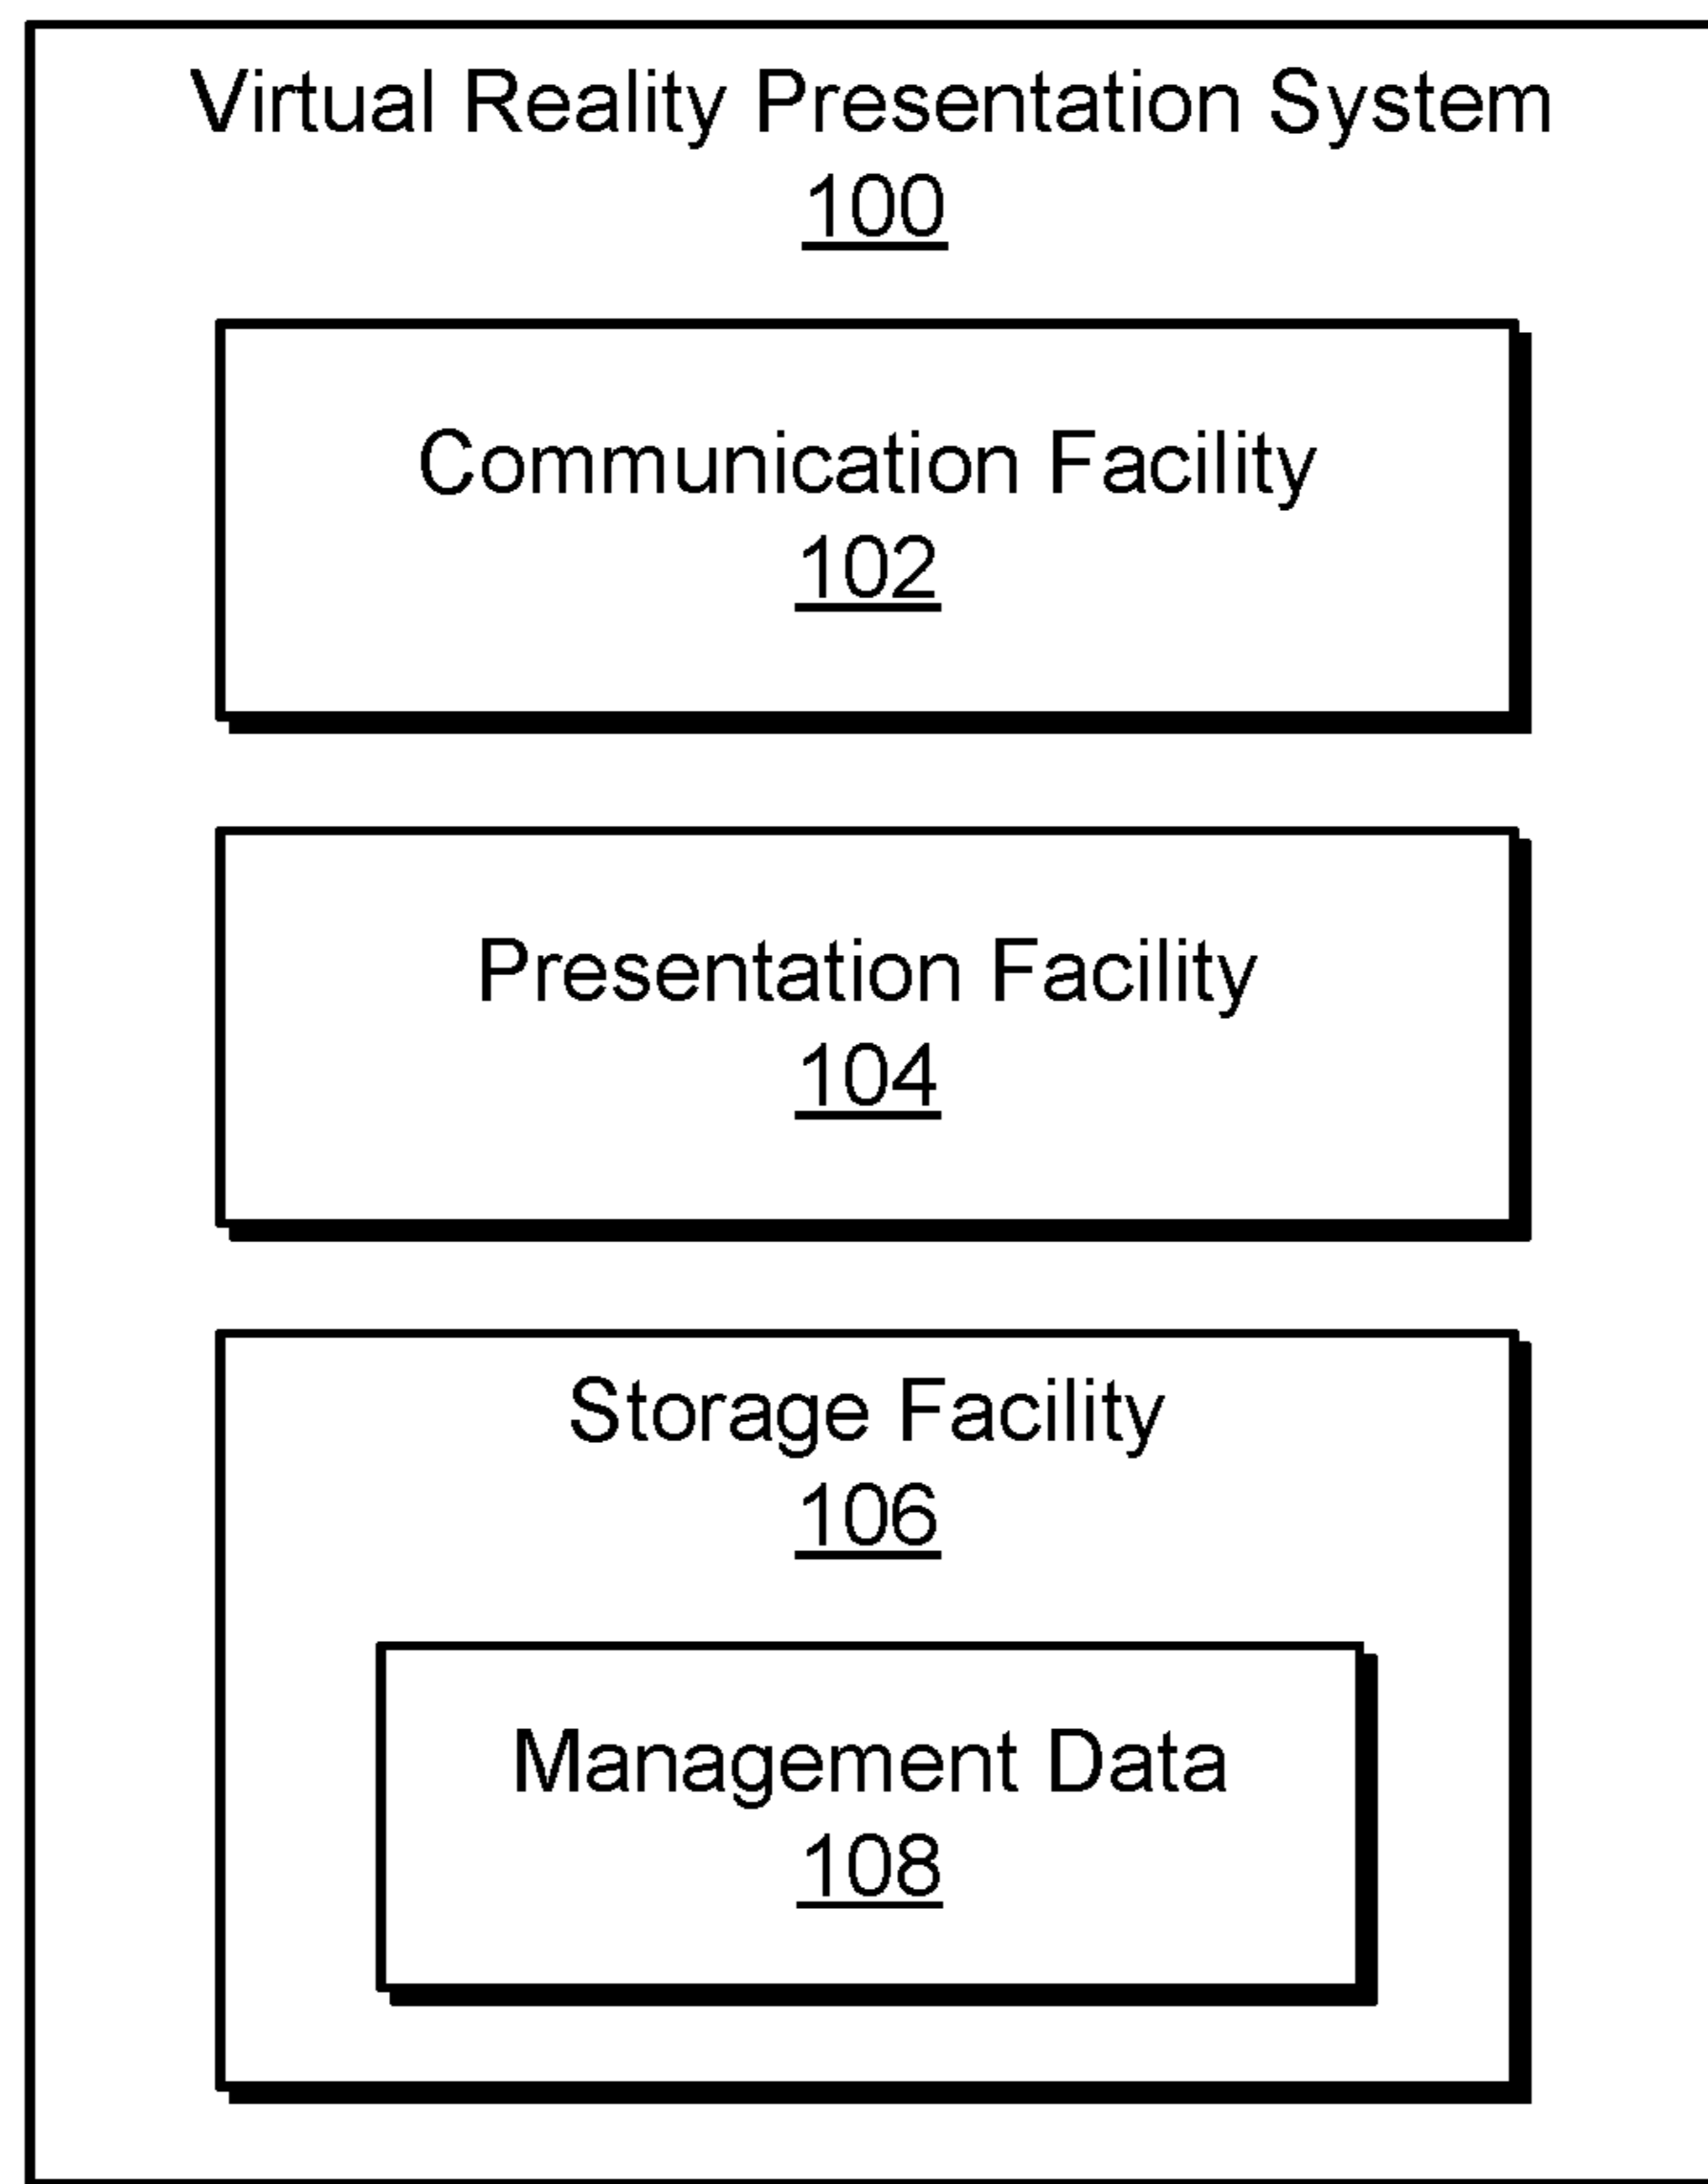 Virtual Reality Presentation System
100
Communication Facility
102
Presentation Facility
104
Storage Facility
106
Management Data
108